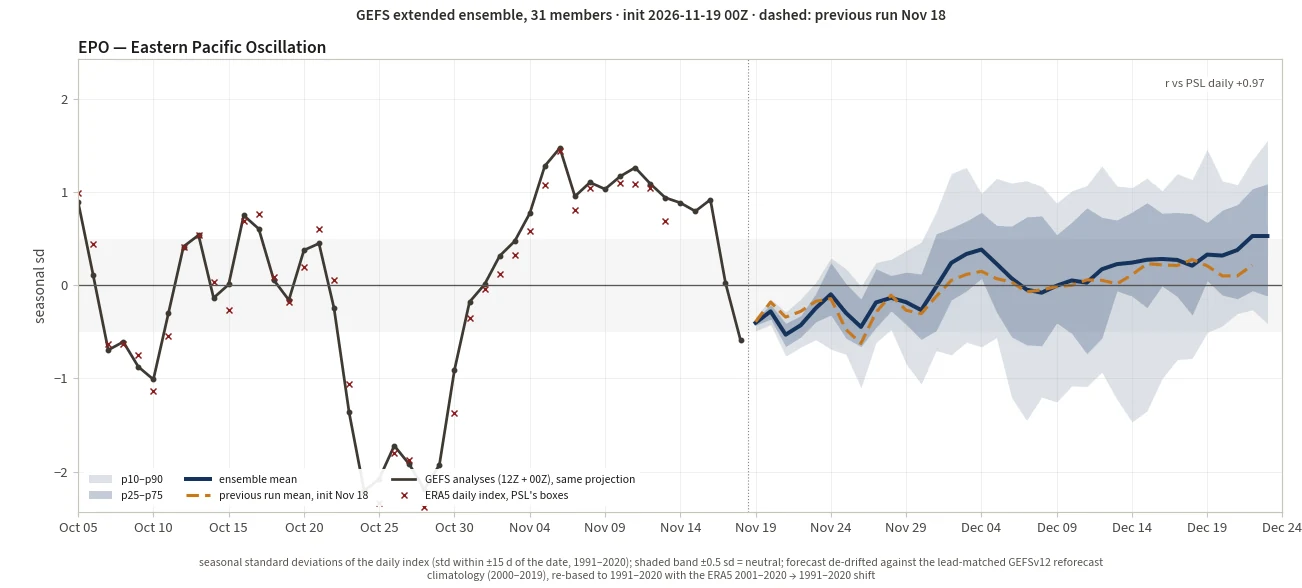 GEFS extended ensemble, 31 members · init 2026-11-19 00Z · dashed: previous run Nov 18
EPO — Eastern Pacific Oscillation
r vs PSL daily +0.97
seasonal sd
2
1
0
−1
−2
p10–p90
p25–p75
ensemble mean
previous run mean, init Nov 18
GEFS analyses (12Z + 00Z), same projection
ERA5 daily index, PSL's boxes
Oct 05 Oct 10 Oct 15 Oct 20 Oct 25 Oct 30 Nov 04 Nov 09 Nov 14 Nov 19 Nov 24 Nov 29 Dec 04 Dec 09 Dec 14 Dec 19 Dec 24
seasonal standard deviations of the daily index (std within ±15 d of the date, 1991–2020); shaded band ±0.5 sd = neutral; forecast de-drifted against the lead-matched GEFSv12 reforecast
climatology (2000–2019), re-based to 1991–2020 with the ERA5 2001–2020 → 1991–2020 shift